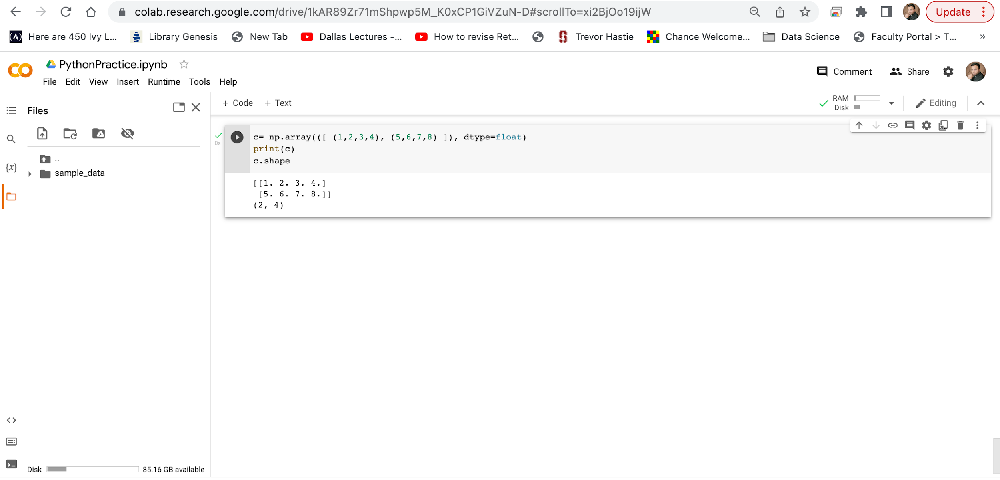 colab.research.google.com/drive/1kAR89Zr71mShpwp5M_K0xCP1GiVZuN-D#scrollTo=xi2BjOo19ijW
Update
Here are 450 Ivy L...
Library Genesis
New Tab
Dallas Lectures -...
How to revise Ret...
Trevor Hastie
Chance Welcome...
Data Science
Faculty Portal > T...
»
CO
PythonPractice.ipynb
File Edit View Insert Runtime Tools Help
Comment
Share
Files
+ Code + Text
RAM
Disk
Editing
{x}
..
sample_data
0s
c= np.array(([ (1,2,3,4), (5,6,7,8) ]), dtype=float)
print(c)
c.shape
[[1. 2. 3. 4.]
[5. 6. 7. 8.]]
(2, 4)
Disk
85.16 GB available